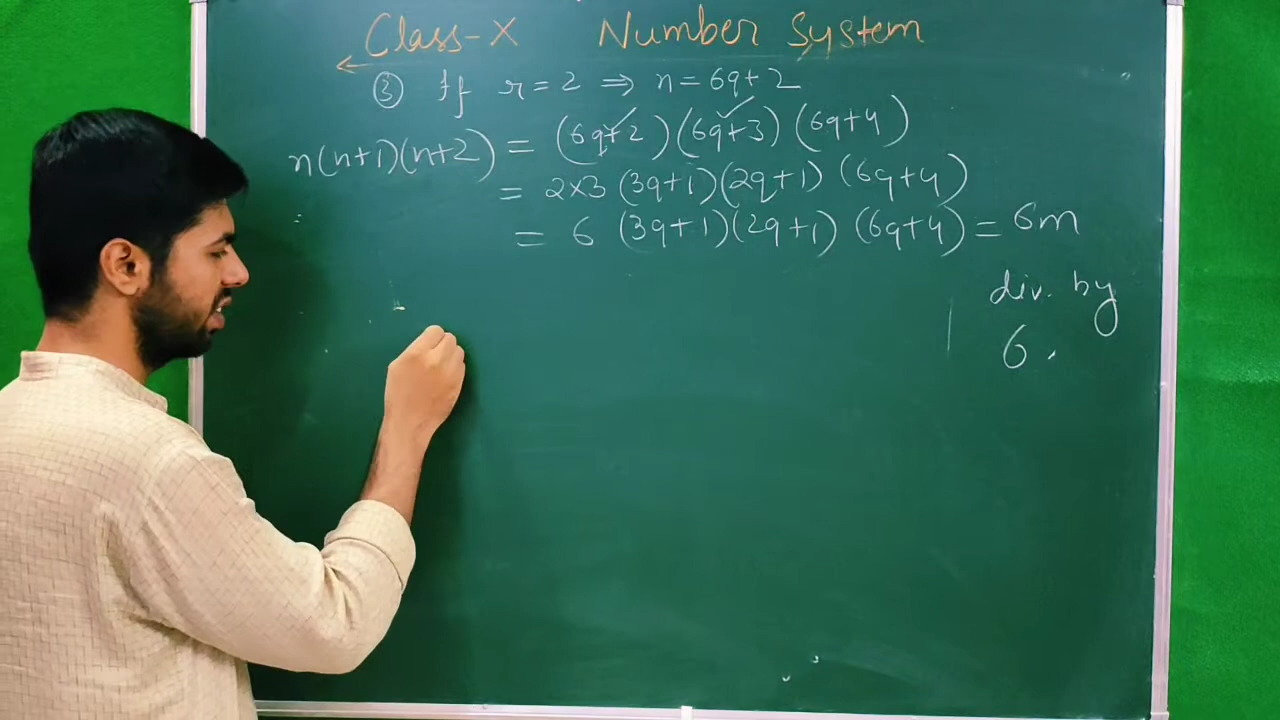 Class-X Number System
③ If r = 2 ⇒ n = 6q+2
n(n+1)(n+2) = (6q+2)(6q+3)(6q+4)
= 2×3 (3q+1)(2q+1)(6q+4)
= 6 (3q+1)(2q+1)(6q+4) = 6m
div. by
6.